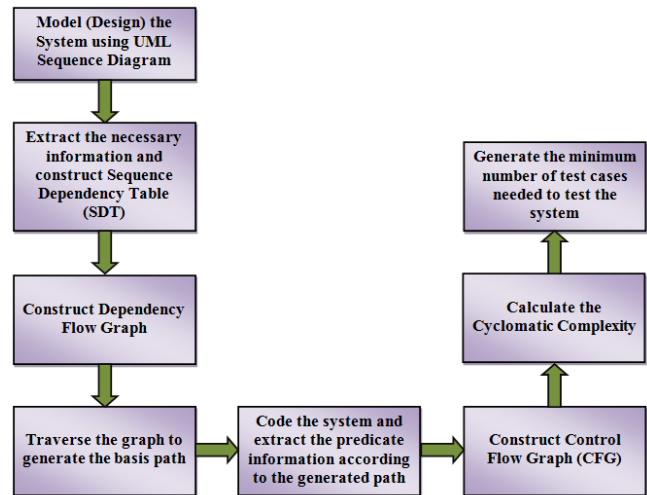 Model (Design) the
System using UML
Sequence Diagram
Extract the necessary
information and
construct Sequence
Dependency Table
(SDT)
Construct Dependency
Flow Graph
Traverse the graph to
generate the basis path
Code the system and
extract the predicate
information according
to the generated path
Construct Control
Flow Graph (CFG)
Calculate the
Cyclomatic Complexity
Generate the minimum
number of test cases
needed to test the
system